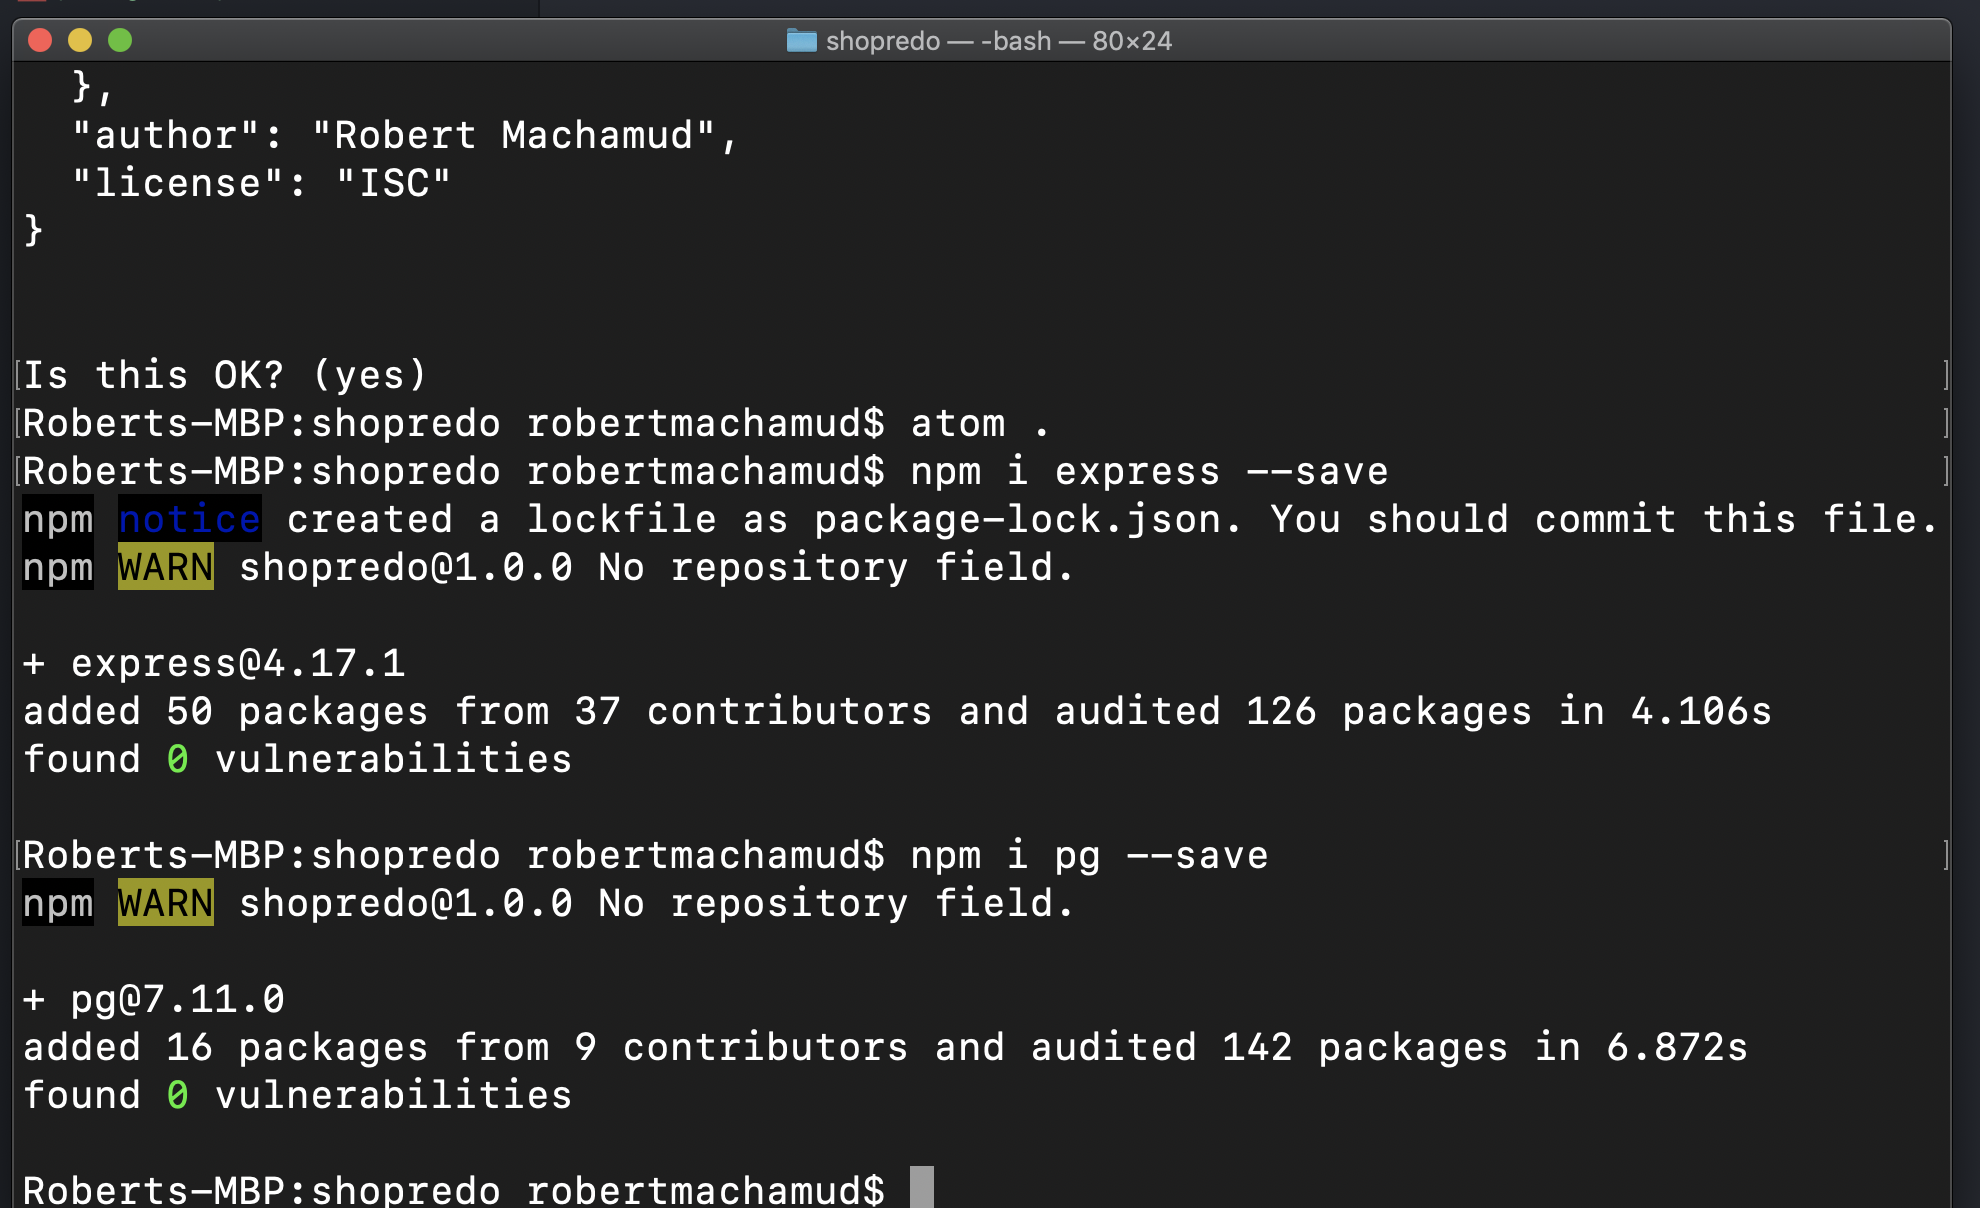 shopredo — -bash — 80×24
},
"author": "Robert Machamud",
"license": "ISC"
}
Is this OK? (yes)
Roberts-MBP:shopredo robertmachamud$ atom .
Roberts-MBP:shopredo robertmachamud$ npm i express --save
npm notice created a lockfile as package-lock.json. You should commit this file.
npm WARN shopredo@1.0.0 No repository field.
+ express@4.17.1
added 50 packages from 37 contributors and audited 126 packages in 4.106s
found 0 vulnerabilities
Roberts-MBP:shopredo robertmachamud$ npm i pg --save
npm WARN shopredo@1.0.0 No repository field.
+ pg@7.11.0
added 16 packages from 9 contributors and audited 142 packages in 6.872s
found 0 vulnerabilities
Roberts-MBP:shopredo robertmachamud$